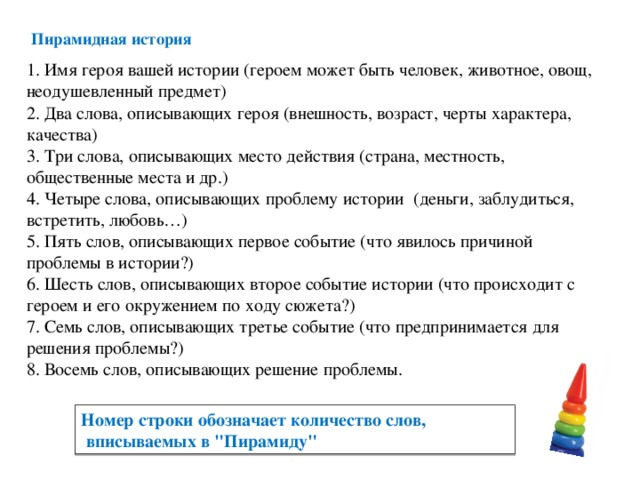 Пирамидная история
1. Имя героя вашей истории (героем может быть человек, животное, овощ,
неодушевленный предмет)
2. Два слова, описывающих героя (внешность, возраст, черты характера,
качества)
3. Три слова, описывающих место действия (страна, местность,
общественные места и др.)
4. Четыре слова, описывающих проблему истории (деньги, заблудиться,
встретить, любовь…)
5. Пять слов, описывающих первое событие (что явилось причиной
проблемы в истории?)
6. Шесть слов, описывающих второе событие истории (что происходит с
героем и его окружением по ходу сюжета?)
7. Семь слов, описывающих третье событие (что предпринимается для
решения проблемы?)
8. Восемь слов, описывающих решение проблемы.
Номер строки обозначает количество слов,
вписываемых в "Пирамиду"